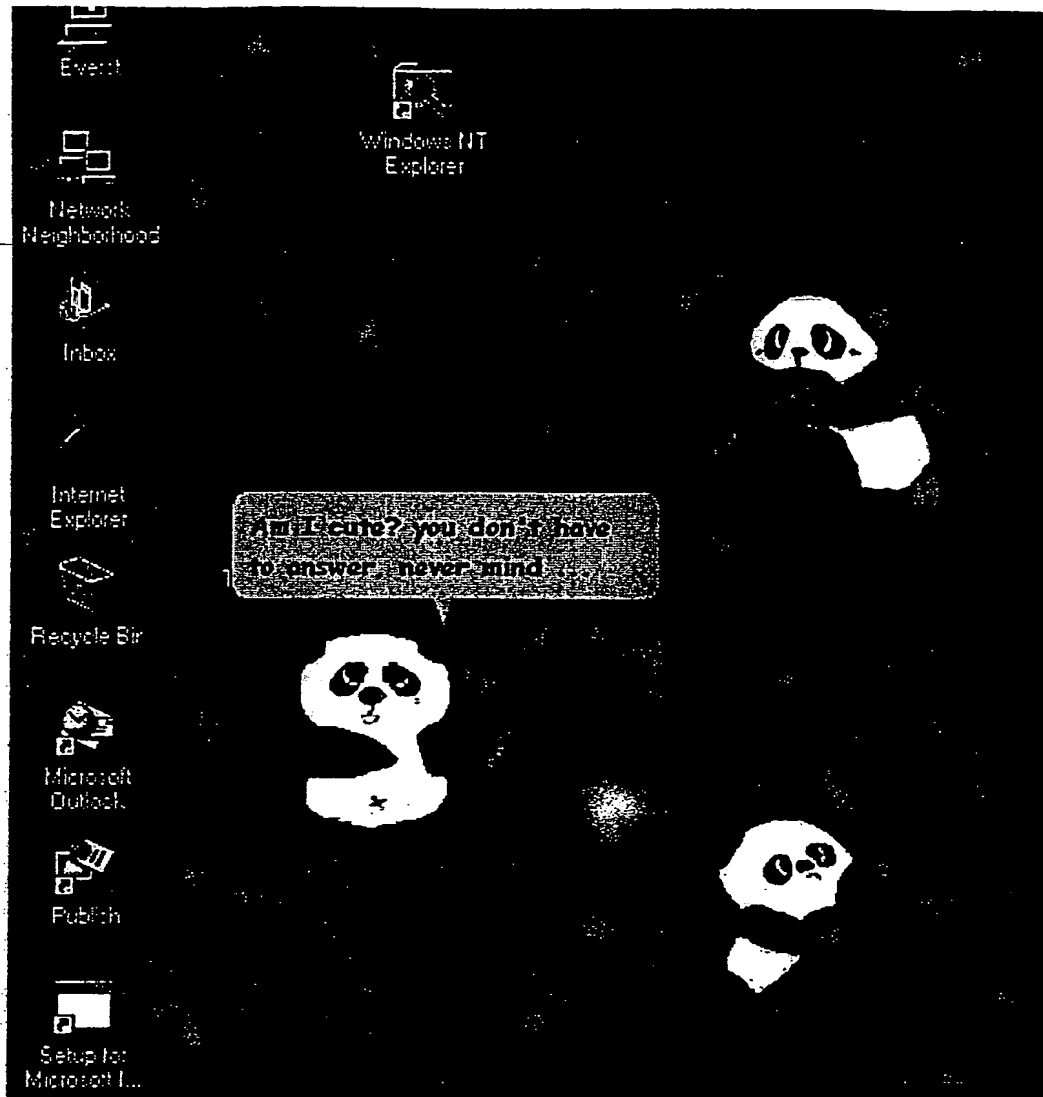 Everst
Windows NT
Explorer
Network
Neighborhood
Inbox
Internet
Explorer
Am I cute? you don't have
to answer, never mind ....
Recycle Bin
Microsoft
Outlook
Publish
Setup for
Microsoft I...